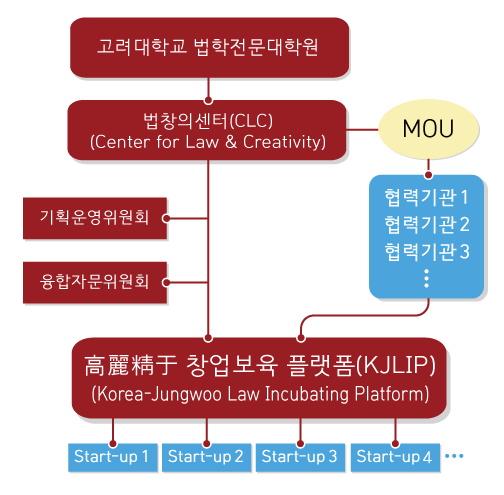 고려대학교 법학전문대학원
법창의센터(CLC)
(Center for Law & Creativity)
MOU
협력기관 1
협력기관 2
협력기관 3
기획운영위원회
융합자문위원회
高麗精于 창업보육 플랫폼(KJLIP)
(Korea-Jungwoo Law Incubating Platform)
Start-up 1
Start-up 2
Start-up 3
Start-up 4